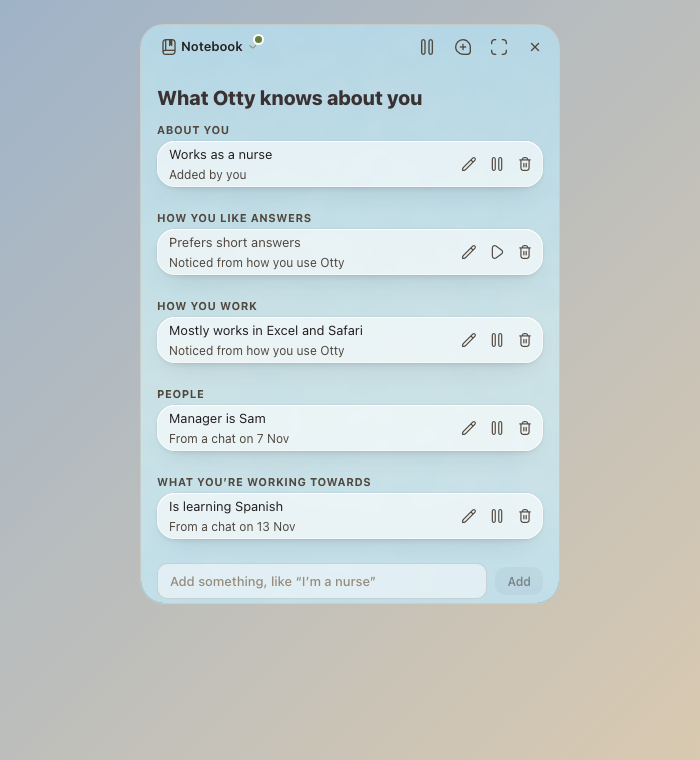 Notebook
What Otty knows about you
ABOUT YOU
Works as a nurse
Added by you
HOW YOU LIKE ANSWERS
Prefers short answers
Noticed from how you use Otty
HOW YOU WORK
Mostly works in Excel and Safari
Noticed from how you use Otty
PEOPLE
Manager is Sam
From a chat on 7 Nov
WHAT YOU’RE WORKING TOWARDS
Is learning Spanish
From a chat on 13 Nov
Add something, like “I’m a nurse”
Add